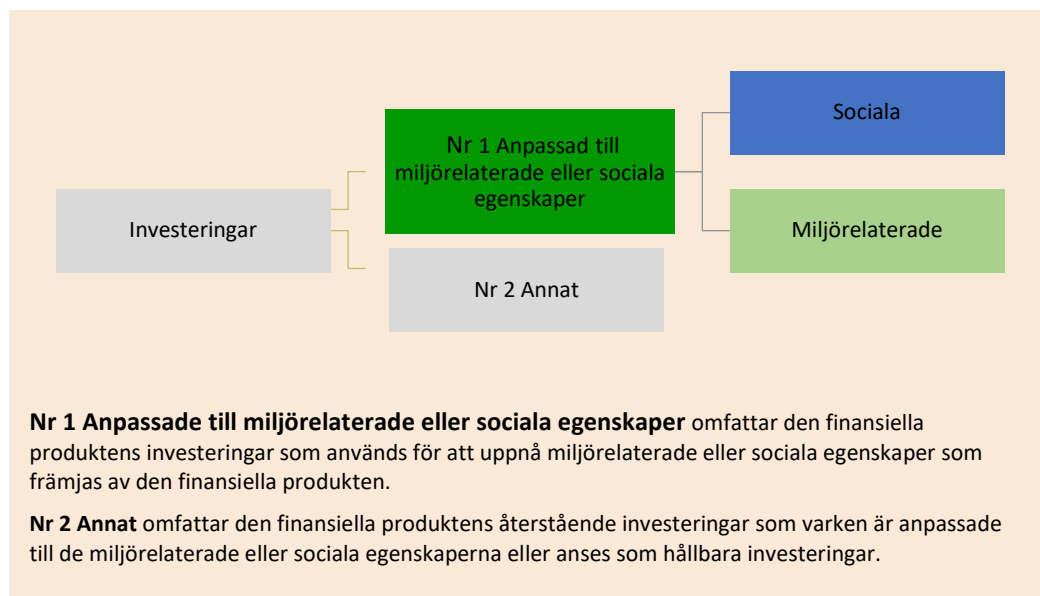 Sociala
Nr 1 Anpassad till
miljörelaterade eller sociala
egenskaper
Investeringar
Miljörelaterade
Nr 2 Annat
Nr 1 Anpassade till miljörelaterade eller sociala egenskaper omfattar den finansiella
produktens investeringar som används för att uppnå miljörelaterade eller sociala egenskaper som
främjas av den finansiella produkten.
Nr 2 Annat omfattar den finansiella produktens återstående investeringar som varken är anpassade
till de miljörelaterade eller sociala egenskaperna eller anses som hållbara investeringar.